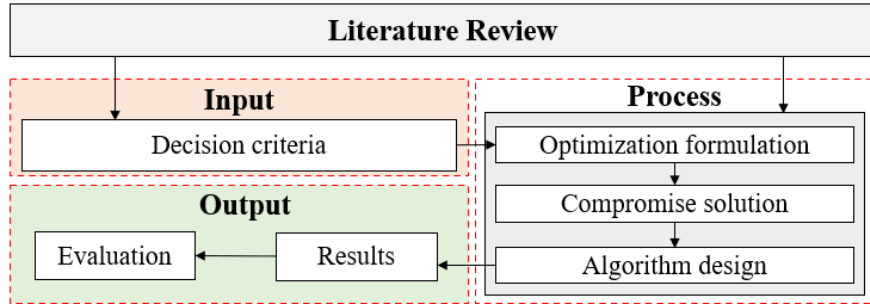 Literature Review
Input
Decision criteria
Process
Optimization formulation
Compromise solution
Algorithm design
Output
Evaluation
Results